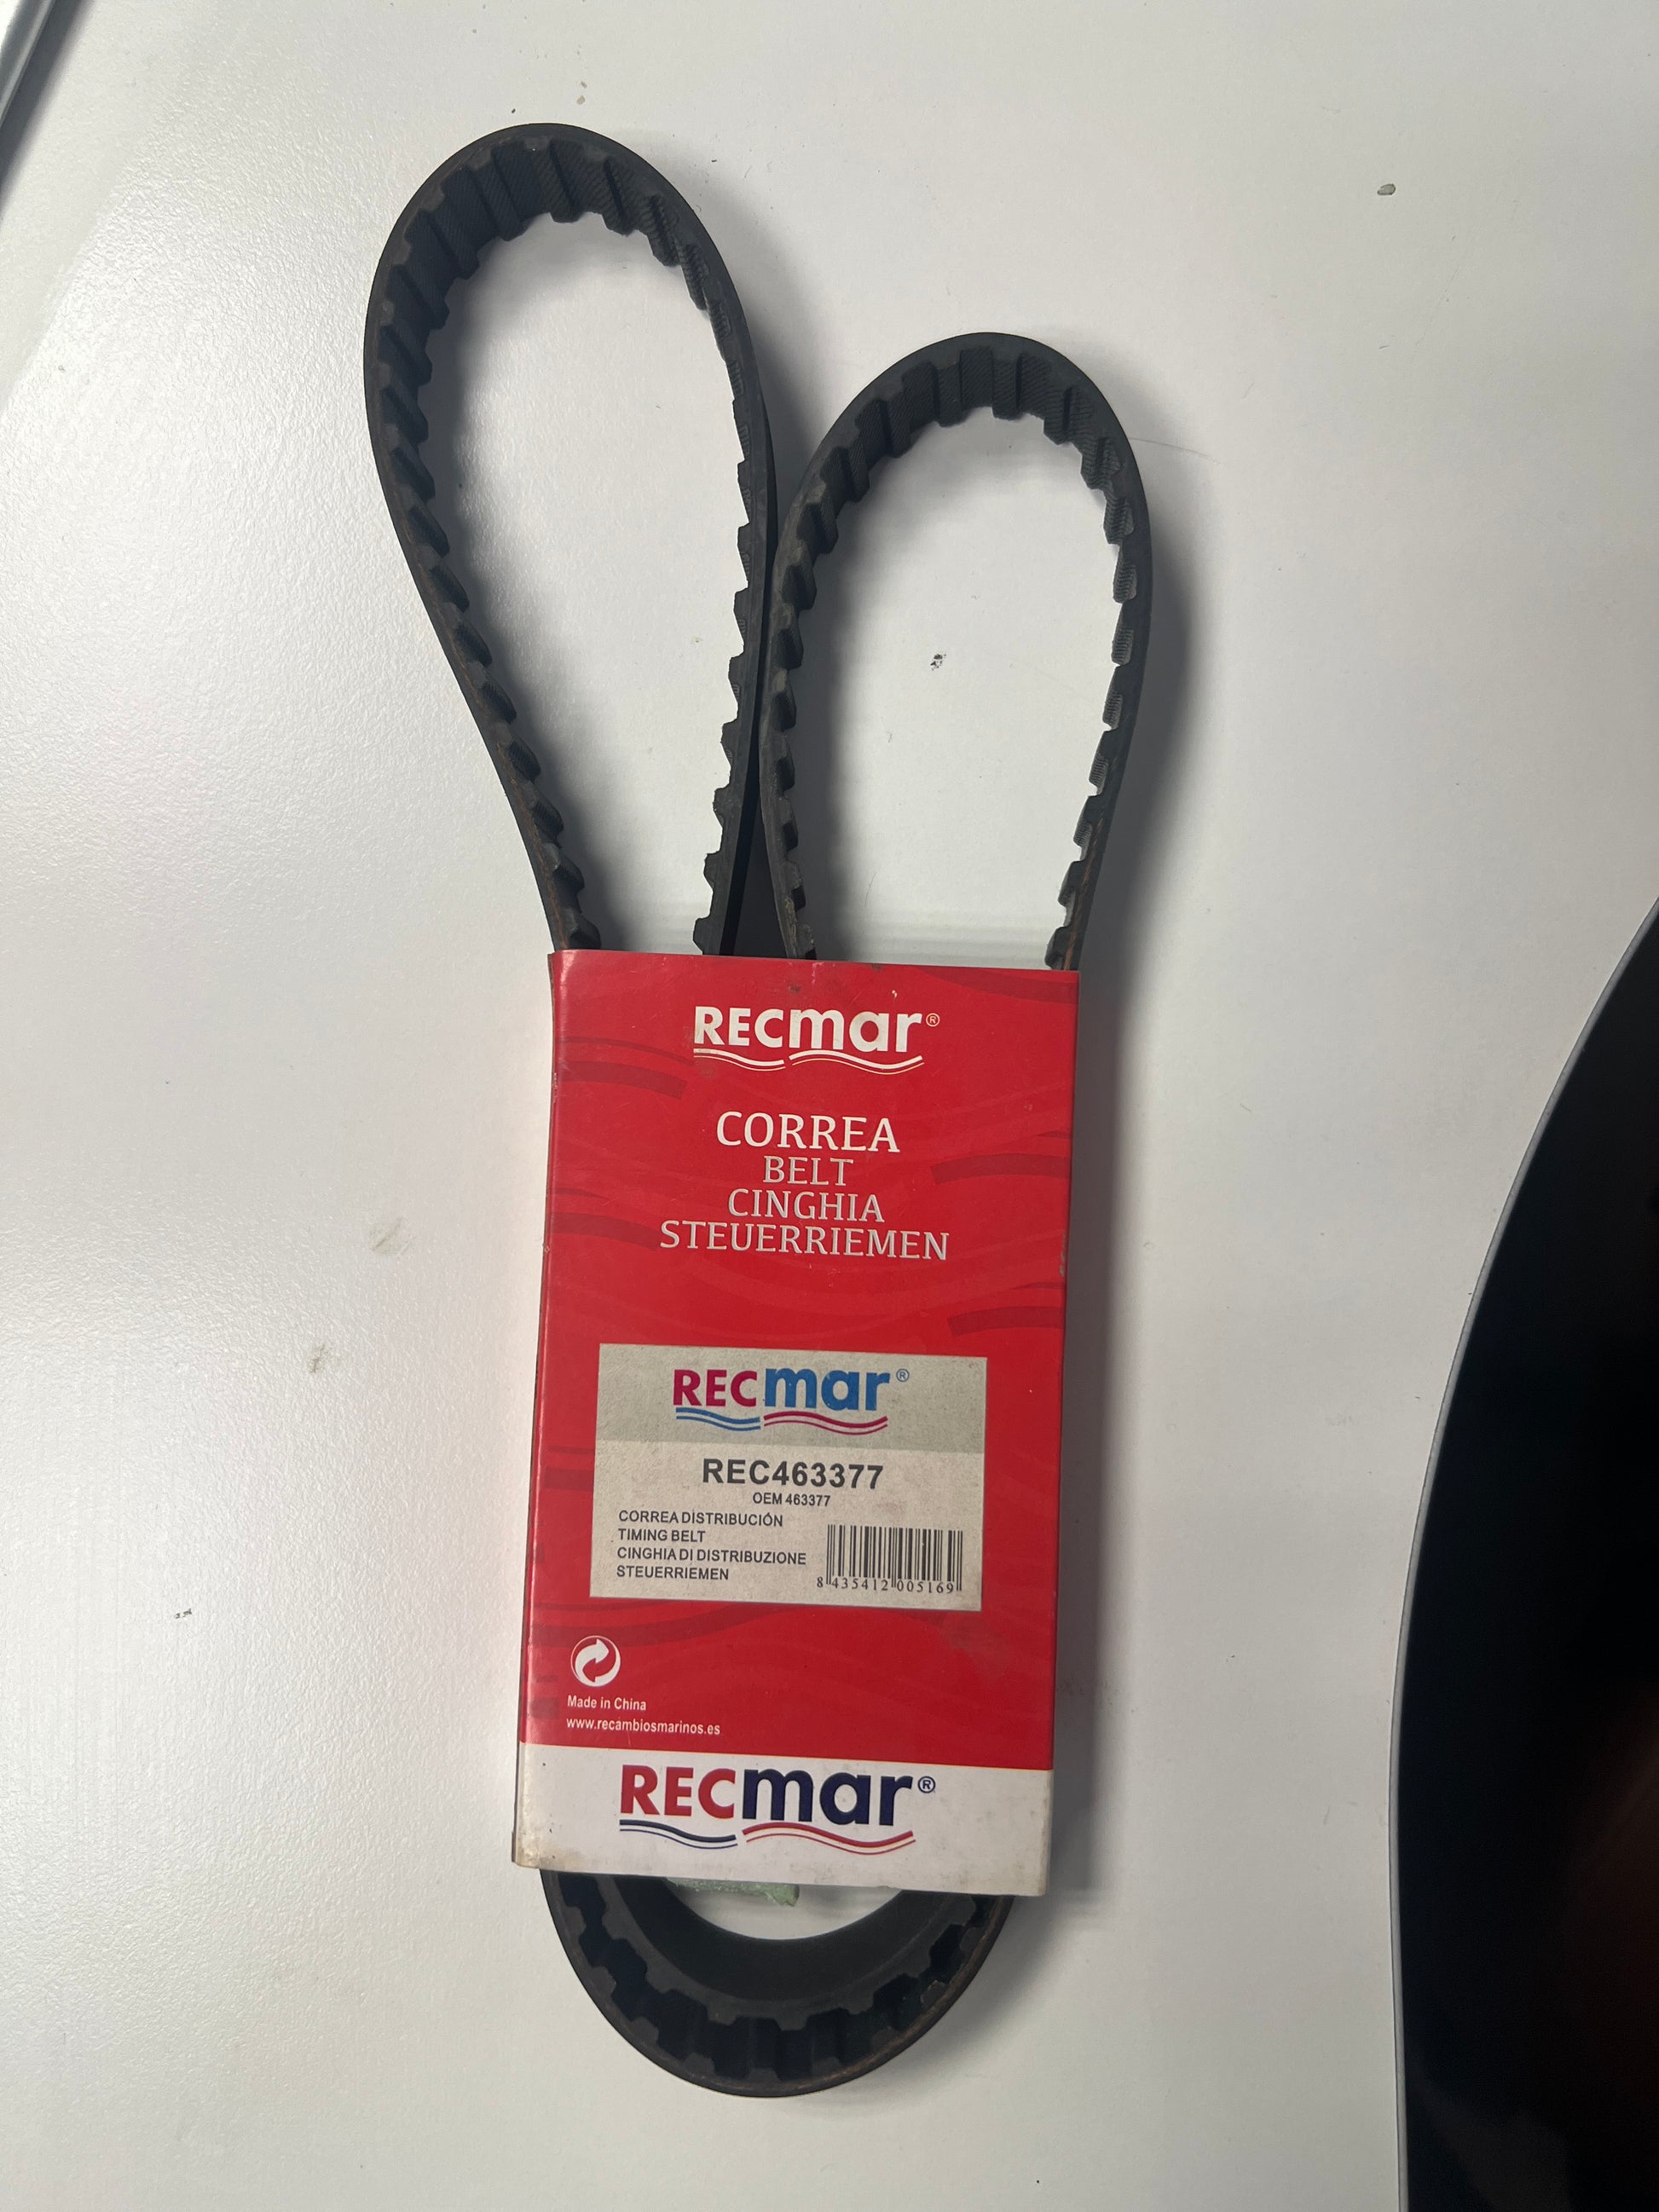 RECmar®
CORREA
BELT
CINGHIA
STEUERRIEMEN
RECmar®
REC463377
OEM 463377
CORREA DISTRIBUCIÓN
TIMING BELT
CINGHIA DI DISTRIBUZIONE
STEUERRIEMEN
8 435412 005169
Made in China
www.recambiosmarinos.es
RECmar®